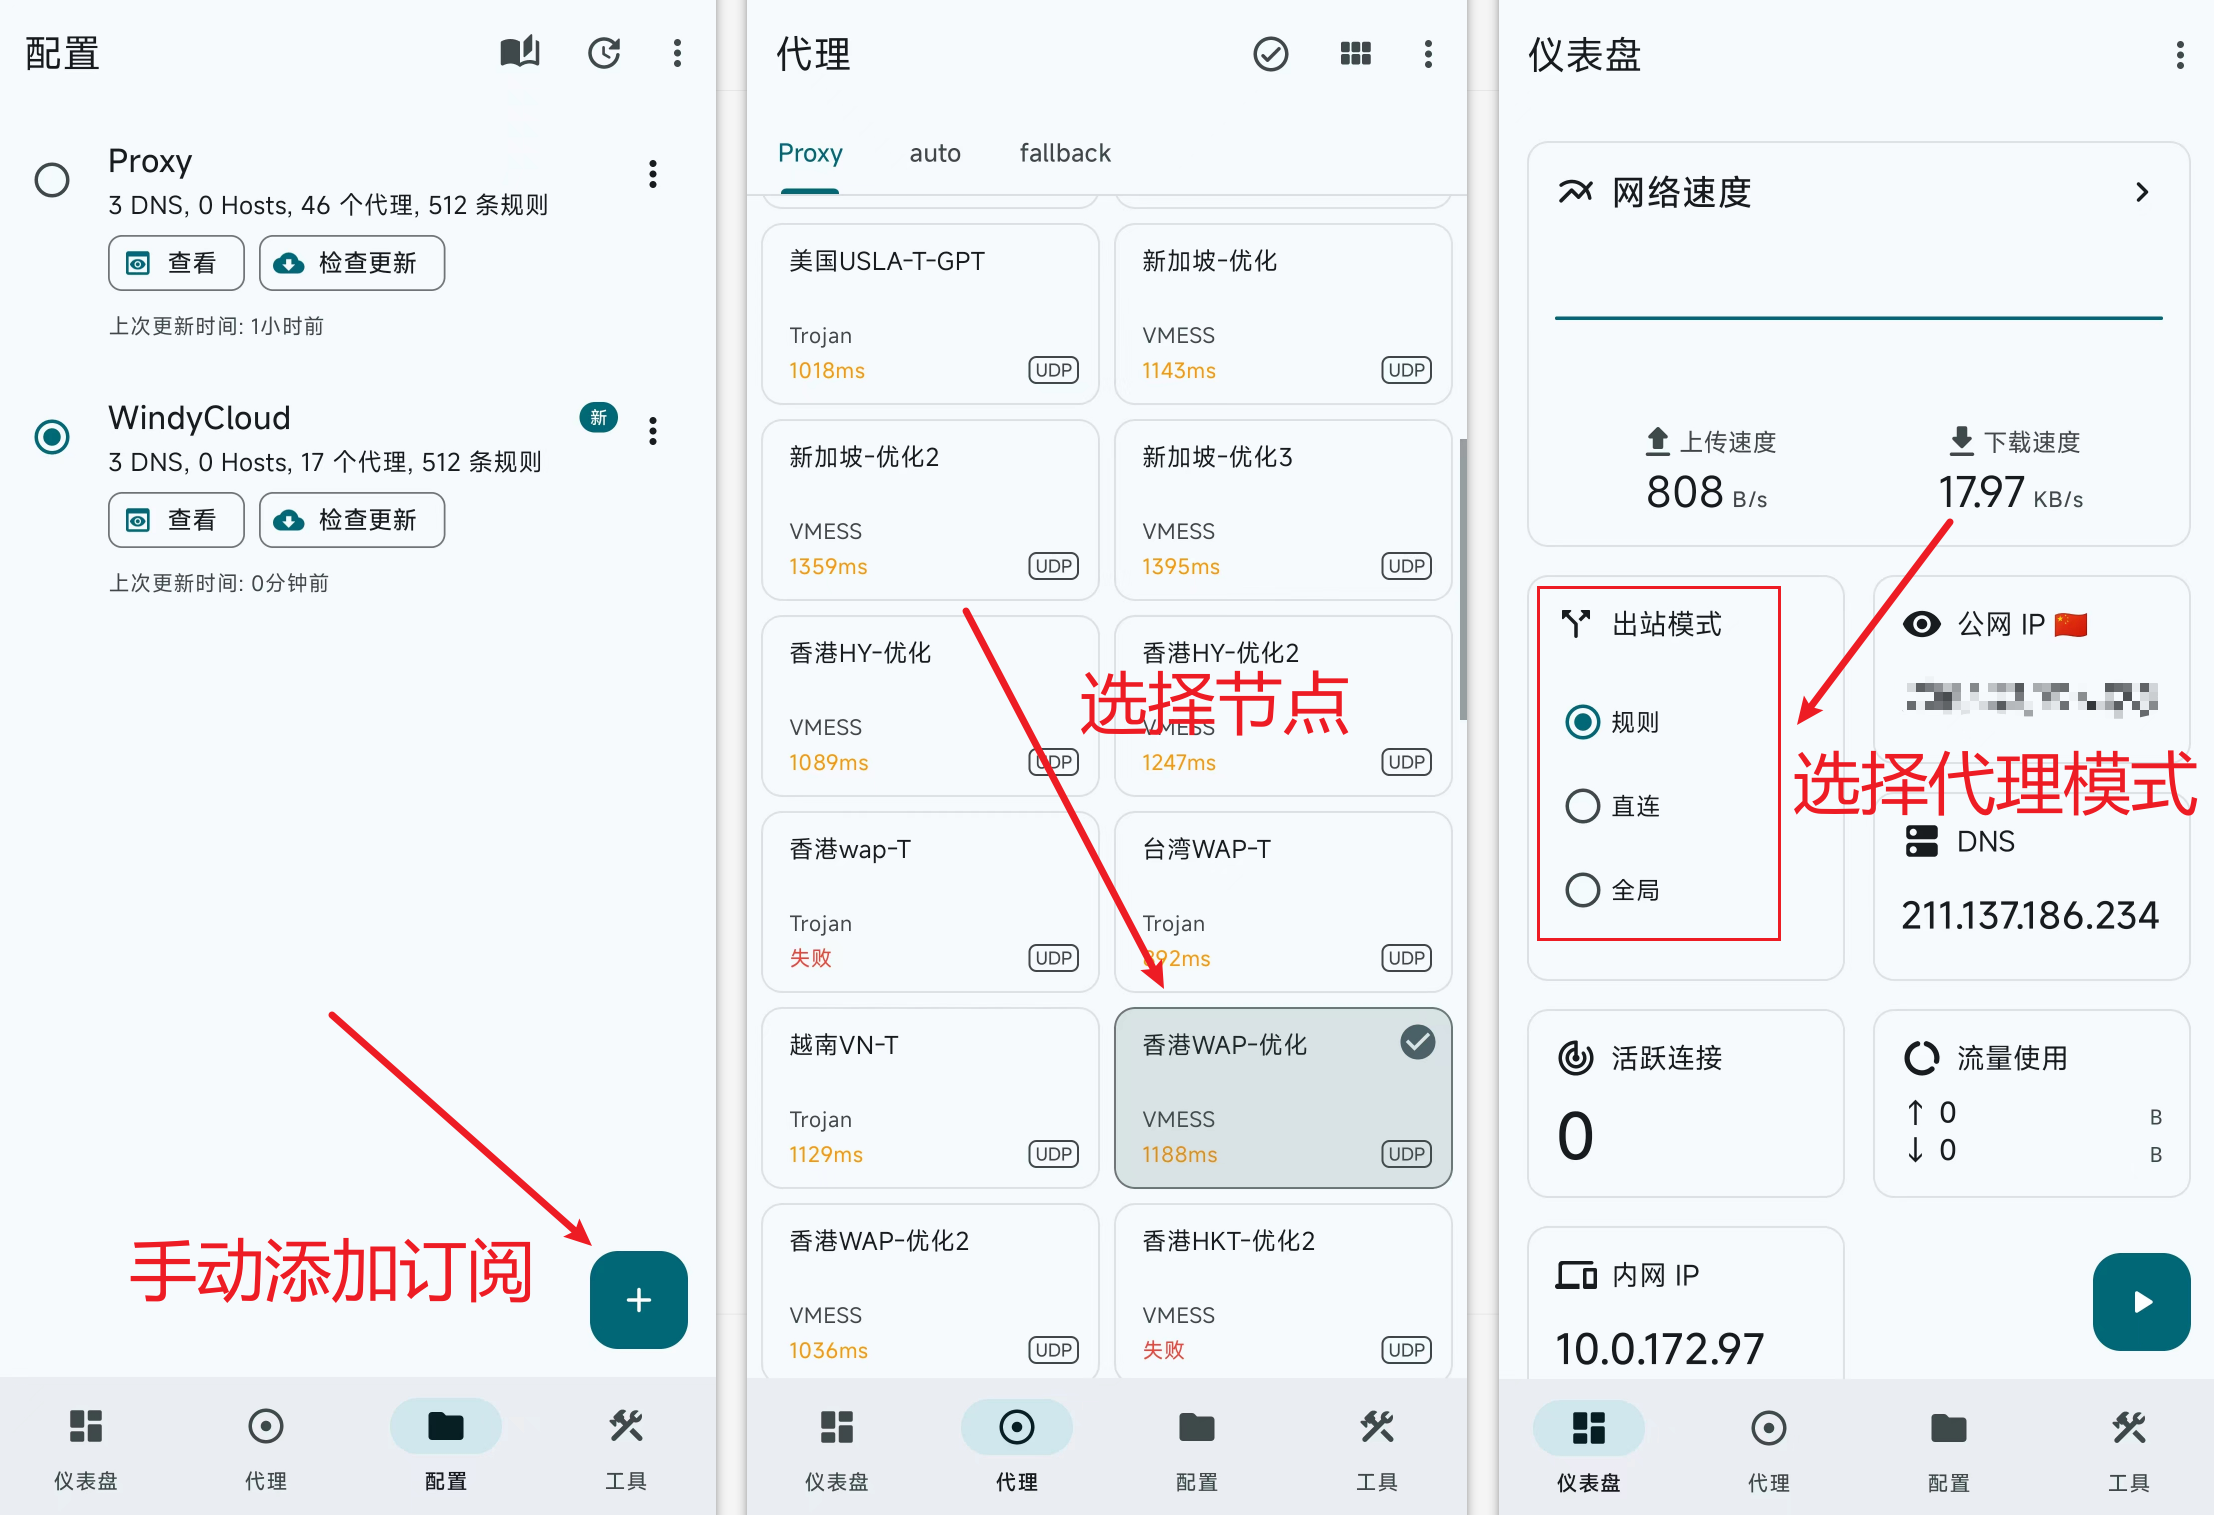 配置
Proxy
3 DNS, 0 Hosts, 46 个代理, 512 条规则
查看
检查更新
上次更新时间: 1小时前
WindyCloud
新
3 DNS, 0 Hosts, 17 个代理, 512 条规则
查看
检查更新
上次更新时间: 0分钟前
手动添加订阅
+
仪表盘
代理
配置
工具
代理
Proxy
auto
fallback
美国USLA-T-GPT
Trojan
1018ms
UDP
新加坡-优化
VMESS
1143ms
UDP
新加坡-优化2
VMESS
1359ms
UDP
新加坡-优化3
VMESS
1395ms
UDP
香港HY-优化
VMESS
1089ms
UDP
香港HY-优化2
VMESS
1247ms
UDP
选择节点
香港wap-T
Trojan
失败
UDP
台湾WAP-T
Trojan
892ms
UDP
越南VN-T
Trojan
1129ms
UDP
香港WAP-优化
VMESS
1188ms
UDP
香港WAP-优化2
VMESS
1036ms
UDP
香港HKT-优化2
VMESS
失败
UDP
仪表盘
代理
配置
工具
仪表盘
网络速度
上传速度
808 B/s
下载速度
17.97 KB/s
出站模式
规则
直连
全局
公网 IP
选择代理模式
DNS
211.137.186.234
活跃连接
0
流量使用
↑ 0 B
↓ 0 B
内网 IP
10.0.172.97
仪表盘
代理
配置
工具